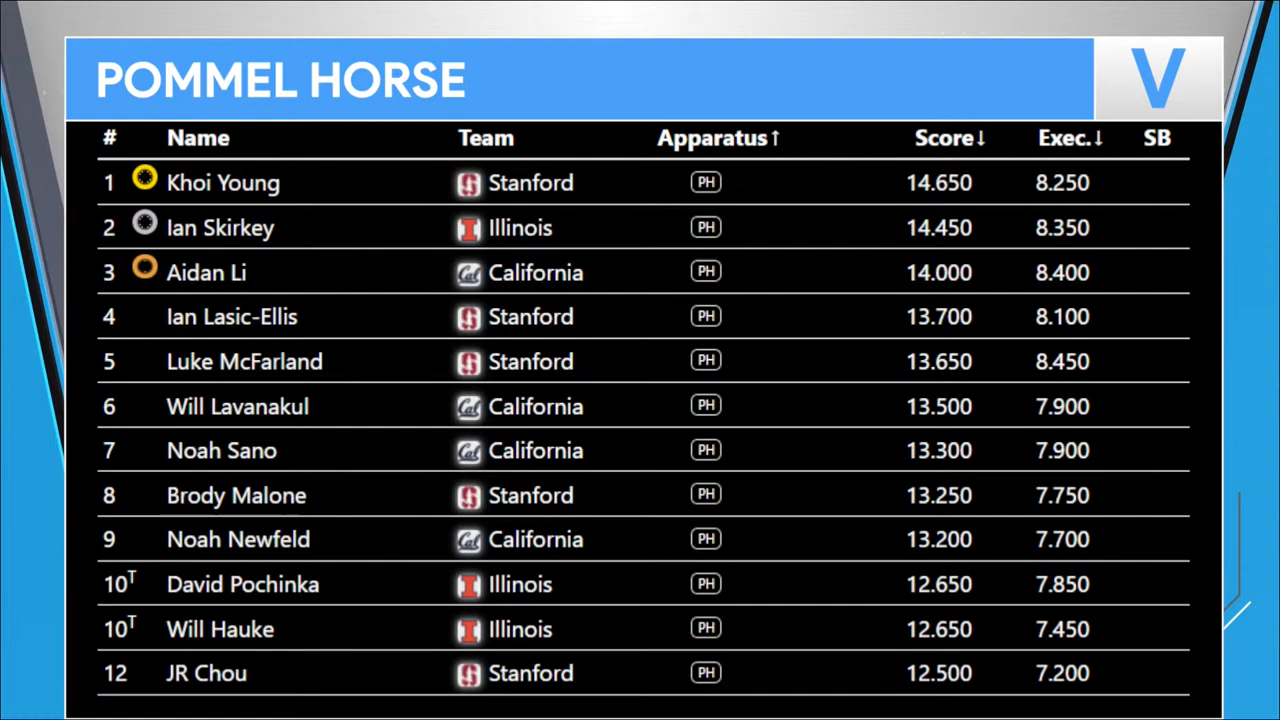 POMMEL HORSE V
# Name Team Apparatus↑ Score↓ Exec.↓ SB
1 Khoi Young S Stanford PH 14.650 8.250
2 Ian Skirkey I Illinois PH 14.450 8.350
3 Aidan Li Cal California PH 14.000 8.400
4 Ian Lasic-Ellis S Stanford PH 13.700 8.100
5 Luke McFarland S Stanford PH 13.650 8.450
6 Will Lavanakul Cal California PH 13.500 7.900
7 Noah Sano Cal California PH 13.300 7.900
8 Brody Malone S Stanford PH 13.250 7.750
9 Noah Newfeld Cal California PH 13.200 7.700
10T David Pochinka I Illinois PH 12.650 7.850
10T Will Hauke I Illinois PH 12.650 7.450
12 JR Chou S Stanford PH 12.500 7.200